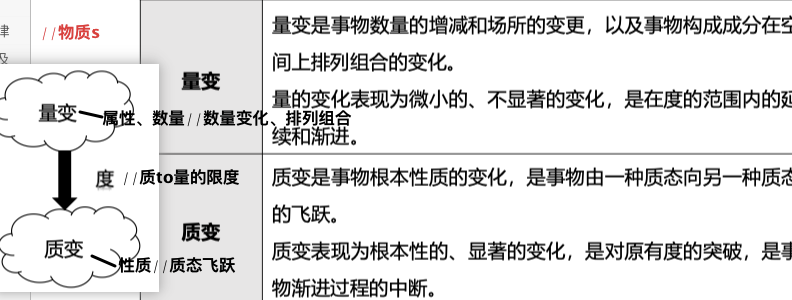 律
//物质s
及
量变
属性、数量//数量变化、排列组合
度 //质to量的限度
质变
性质//质态飞跃
量变
量变是事物数量的增减和场所的变更，以及事物构成成分在空
间上排列组合的变化。
量的变化表现为微小的、不显著的变化，是在度的范围内的延
续和渐进。
质变
质变是事物根本性质的变化，是事物由一种质态向另一种质态
的飞跃。
质变表现为根本性的、显著的变化，是对原有度的突破，是事
物渐进过程的中断。